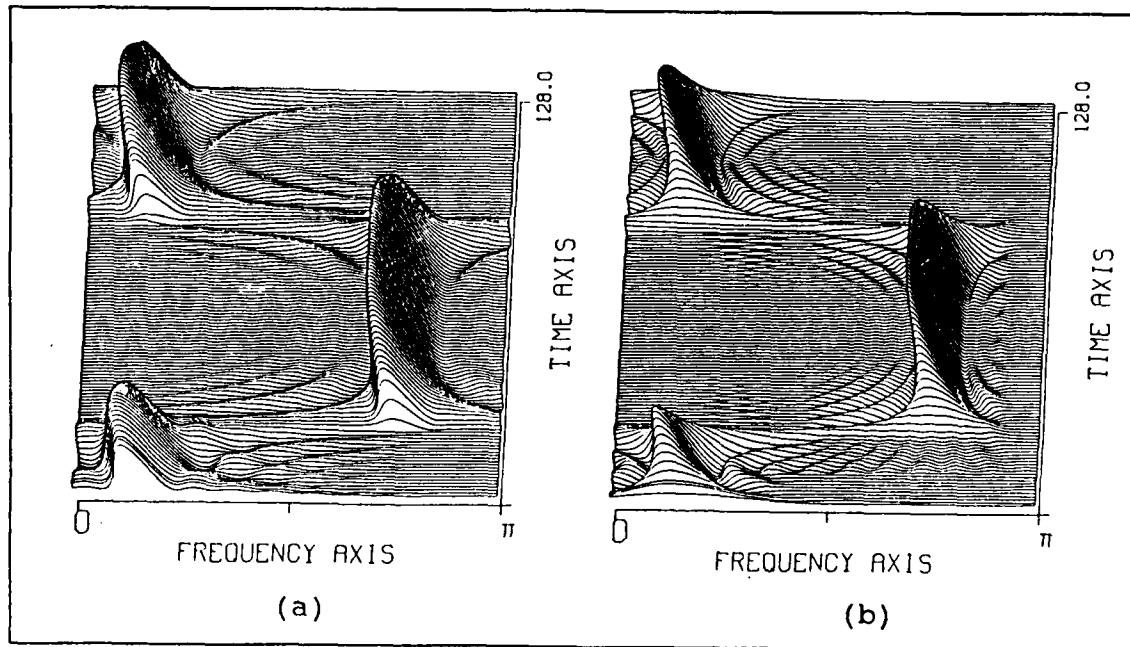 128.0
TIME AXIS
0
π
FREQUENCY AXIS
(a)
128.0
TIME AXIS
0
π
FREQUENCY AXIS
(b)